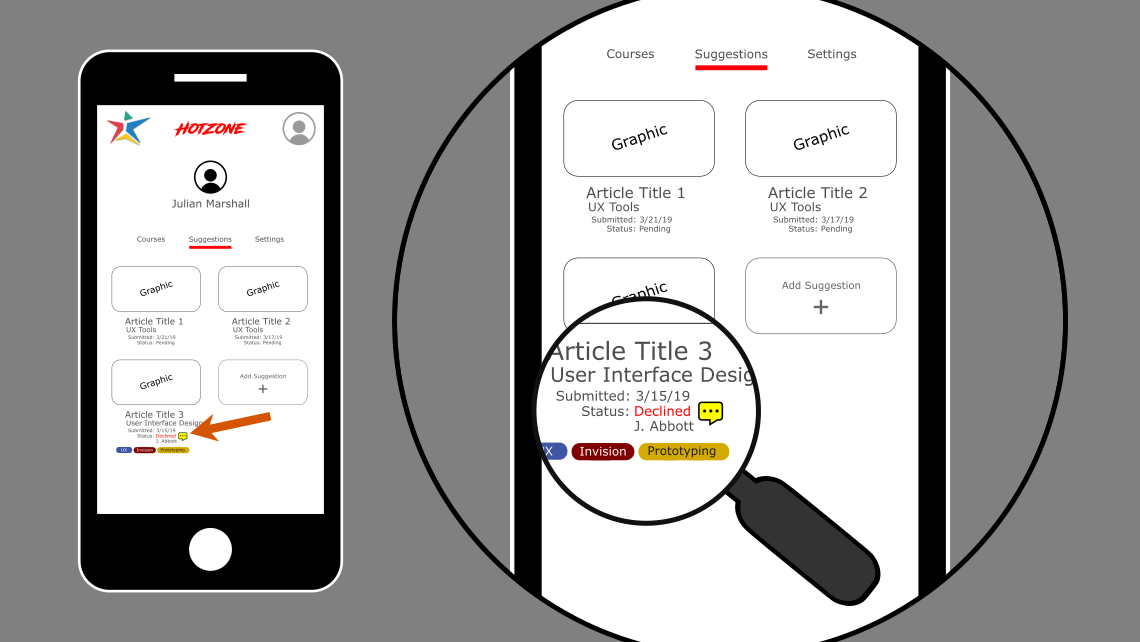 HOTZONE
Julian Marshall
Courses Suggestions Settings
Graphic Graphic
Article Title 1 Article Title 2
UX Tools UX Tools
Submitted: 3/21/19 Submitted: 3/17/19
Status: Pending Status: Pending
Graphic Add Suggestion
+
Article Title 3
User Interface Design
Submitted: 3/15/19
Status: Declined
J. Abbott
UX Invision Prototyping
Courses Suggestions Settings
Graphic Graphic
Article Title 1 Article Title 2
UX Tools UX Tools
Submitted: 3/21/19 Submitted: 3/17/19
Status: Pending Status: Pending
Graphic Add Suggestion
+
Article Title 3
User Interface Desig
Submitted: 3/15/19
Status: Declined
J. Abbott
X Invision Prototyping